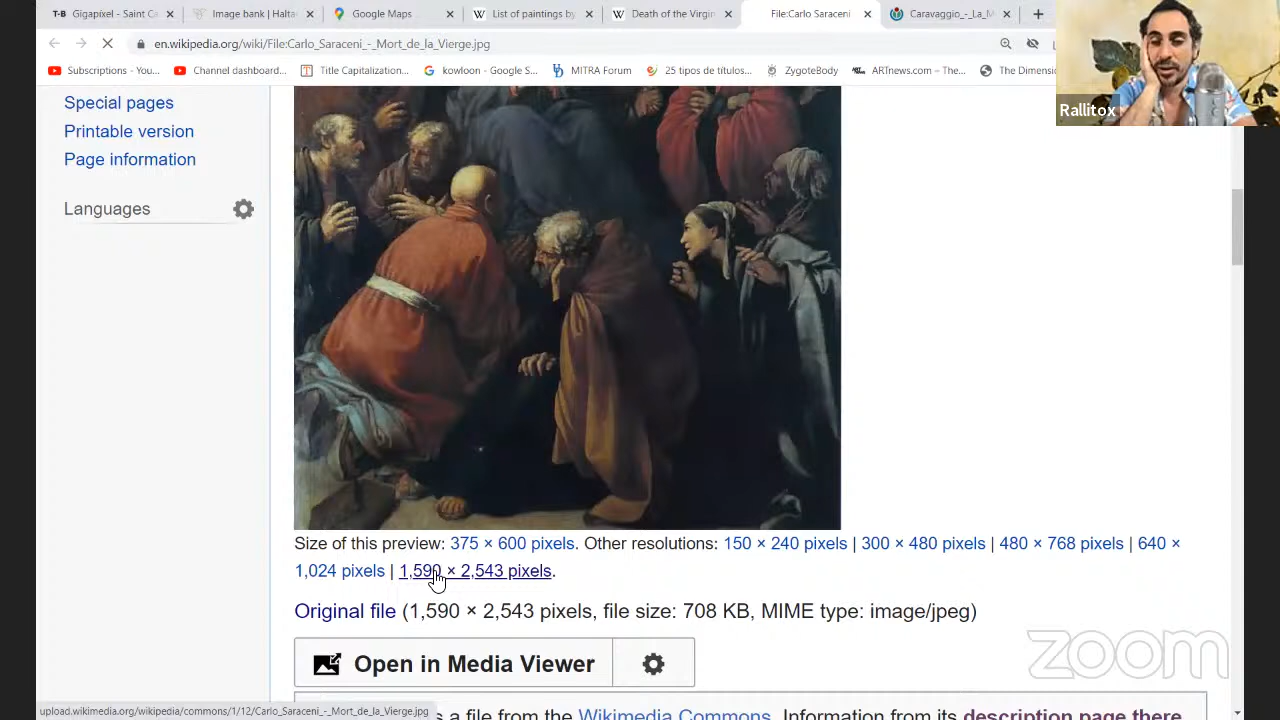 T-B Gigapíxel - Saint Ca
Image bank | Halta
Google Maps
W List of paintings by
W Death of the Virgin
File:Carlo Saraceni
Caravaggio_-_La_M
en.wikipedia.org/wiki/File:Carlo_Saraceni_-_Mort_de_la_Vierge.jpg
Subscriptions - You...
Channel dashboard...
Title Capitalization...
kowten - Google S...
MITRA Forum
25 tipos de títulos...
ZygoteBody
ARTnews.com — The...
The Dimensi
Rallitox
Special pages
Printable version
Page information
Languages
Size of this preview: 375 × 600 pixels. Other resolutions: 150 × 240 pixels | 300 × 480 pixels | 480 × 768 pixels | 640 ×
1,024 pixels | 1,590 × 2,543 pixels.
Original file (1,590 × 2,543 pixels, file size: 708 KB, MIME type: image/jpeg)
zoom
Open in Media Viewer
s a file from the Wikimedia Commons. Information from its description page there
upload.wikimedia.org/wikipedia/commons/1/12/Carlo_Saraceni_-_Mort_de_la_Vierge.jpg